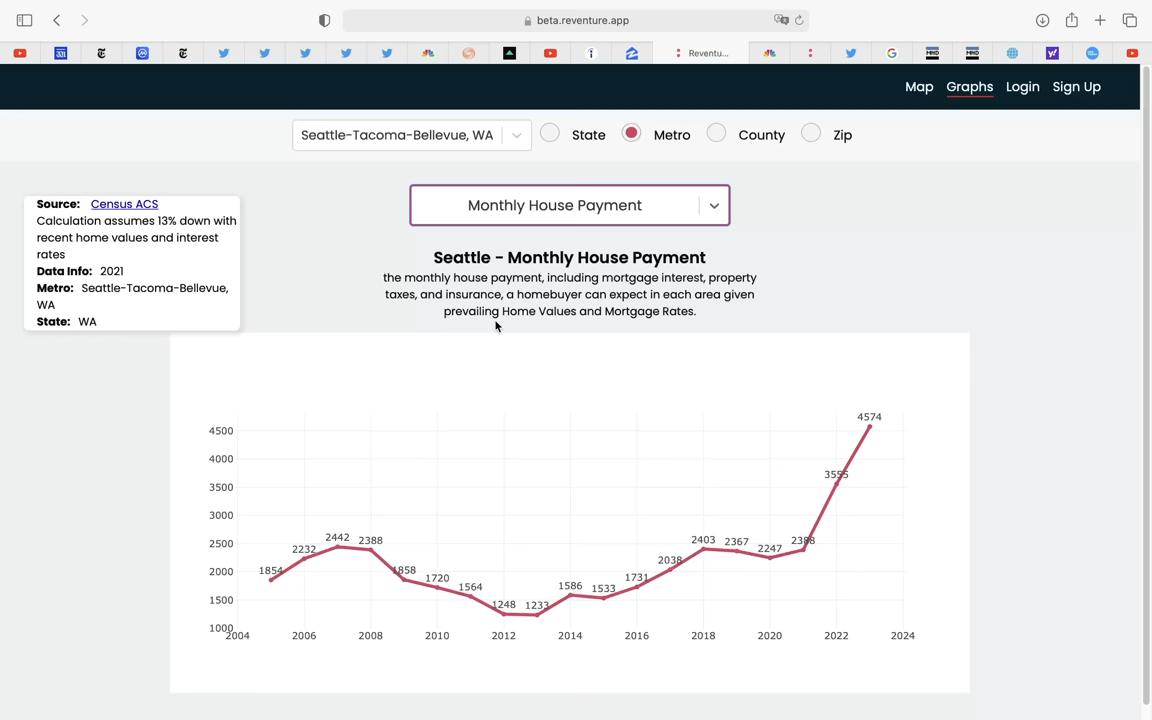 beta.reventure.app
31
Reventu...
MHD
MHD
Map Graphs Login Sign Up
Seattle-Tacoma-Bellevue, WA State Metro County Zip
Monthly House Payment
Source: Census ACS
Calculation assumes 13% down with
recent home values and interest
rates
Data Info: 2021
Metro: Seattle-Tacoma-Bellevue,
WA
State: WA
Seattle - Monthly House Payment
the monthly house payment, including mortgage interest, property
taxes, and insurance, a homebuyer can expect in each area given
prevailing Home Values and Mortgage Rates.
4500
4000
3500
3000
2500
2000
1500
1000
1854
2232
2442
2388
1858
1720
1564
1248
1233
1586
1533
1731
2038
2403
2367
2247
2388
3555
4574
2004 2006 2008 2010 2012 2014 2016 2018 2020 2022 2024